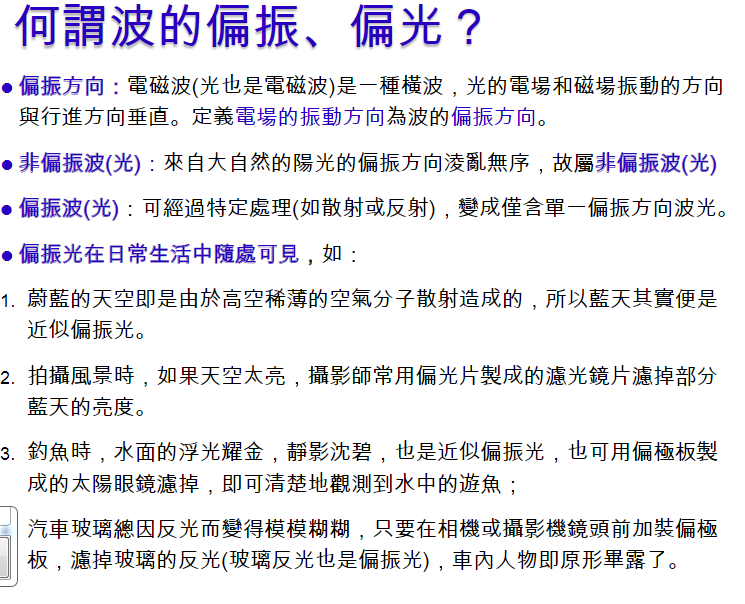 何謂波的偏振、偏光？
● 偏振方向：電磁波(光也是電磁波)是一種橫波，光的電場和磁場振動的方向
與行進方向垂直。定義電場的振動方向為波的偏振方向。
● 非偏振波(光)：來自大自然的陽光的偏振方向淩亂無序，故屬非偏振波(光)
● 偏振波(光)：可經過特定處理(如散射或反射)，變成僅含單一偏振方向波光。
● 偏振光在日常生活中隨處可見，如：
1. 蔚藍的天空即是由於高空稀薄的空氣分子散射造成的，所以藍天其實便是
近似偏振光。
2. 拍攝風景時，如果天空太亮，攝影師常用偏光片製成的濾光鏡片濾掉部分
藍天的亮度。
3. 釣魚時，水面的浮光耀金，靜影沈碧，也是近似偏振光，也可用偏極板製
成的太陽眼鏡濾掉，即可清楚地觀測到水中的遊魚；
汽車玻璃總因反光而變得模模糊糊，只要在相機或攝影機鏡頭前加裝偏極
板，濾掉玻璃的反光(玻璃反光也是偏振光)，車內人物即原形畢露了。